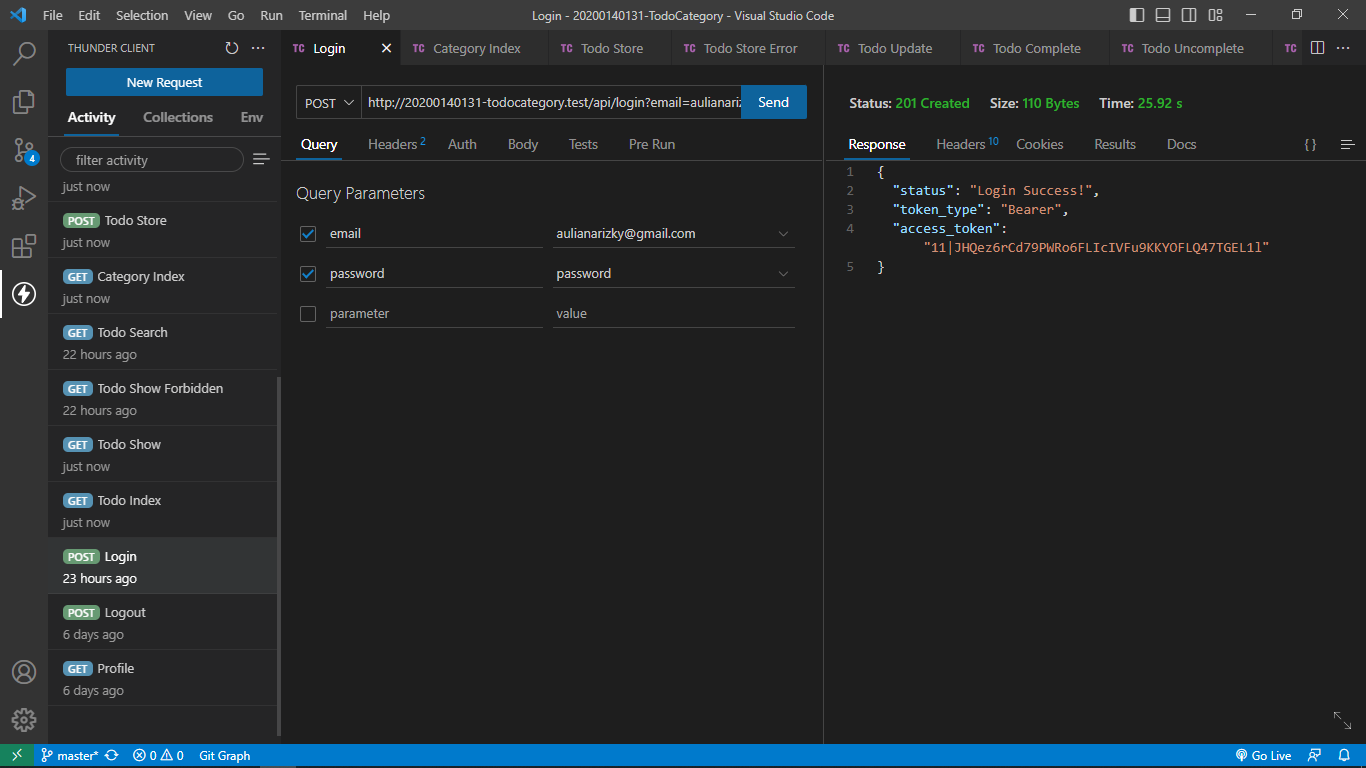 File Edit Selection View Go Run Terminal Help
Login - 20200140131-TodoCategory - Visual Studio Code
THUNDER CLIENT
New Request
Activity Collections Env
filter activity
just now
POST Todo Store
just now
GET Category Index
just now
GET Todo Search
22 hours ago
GET Todo Show Forbidden
22 hours ago
GET Todo Show
just now
GET Todo Index
just now
POST Login
23 hours ago
POST Logout
6 days ago
GET Profile
6 days ago
4
TC Login TC Category Index TC Todo Store TC Todo Store Error TC Todo Update TC Todo Complete TC Todo Uncomplete TC
POST http://20200140131-todocategory.test/api/login?email=aulianariz Send
Query Headers 2 Auth Body Tests Pre Run
Query Parameters
email aulianarizky@gmail.com
password password
parameter value
Status: 201 Created Size: 110 Bytes Time: 25.92 s
Response Headers 10 Cookies Results Docs { }
1 {
2 "status": "Login Success!",
3 "token_type": "Bearer",
4 "access_token":
"11|JHQez6rCd79PWRo6FLIcIVFu9KKYOFLQ47TGEL1l"
5 }
master* 0 0 Git Graph
Go Live